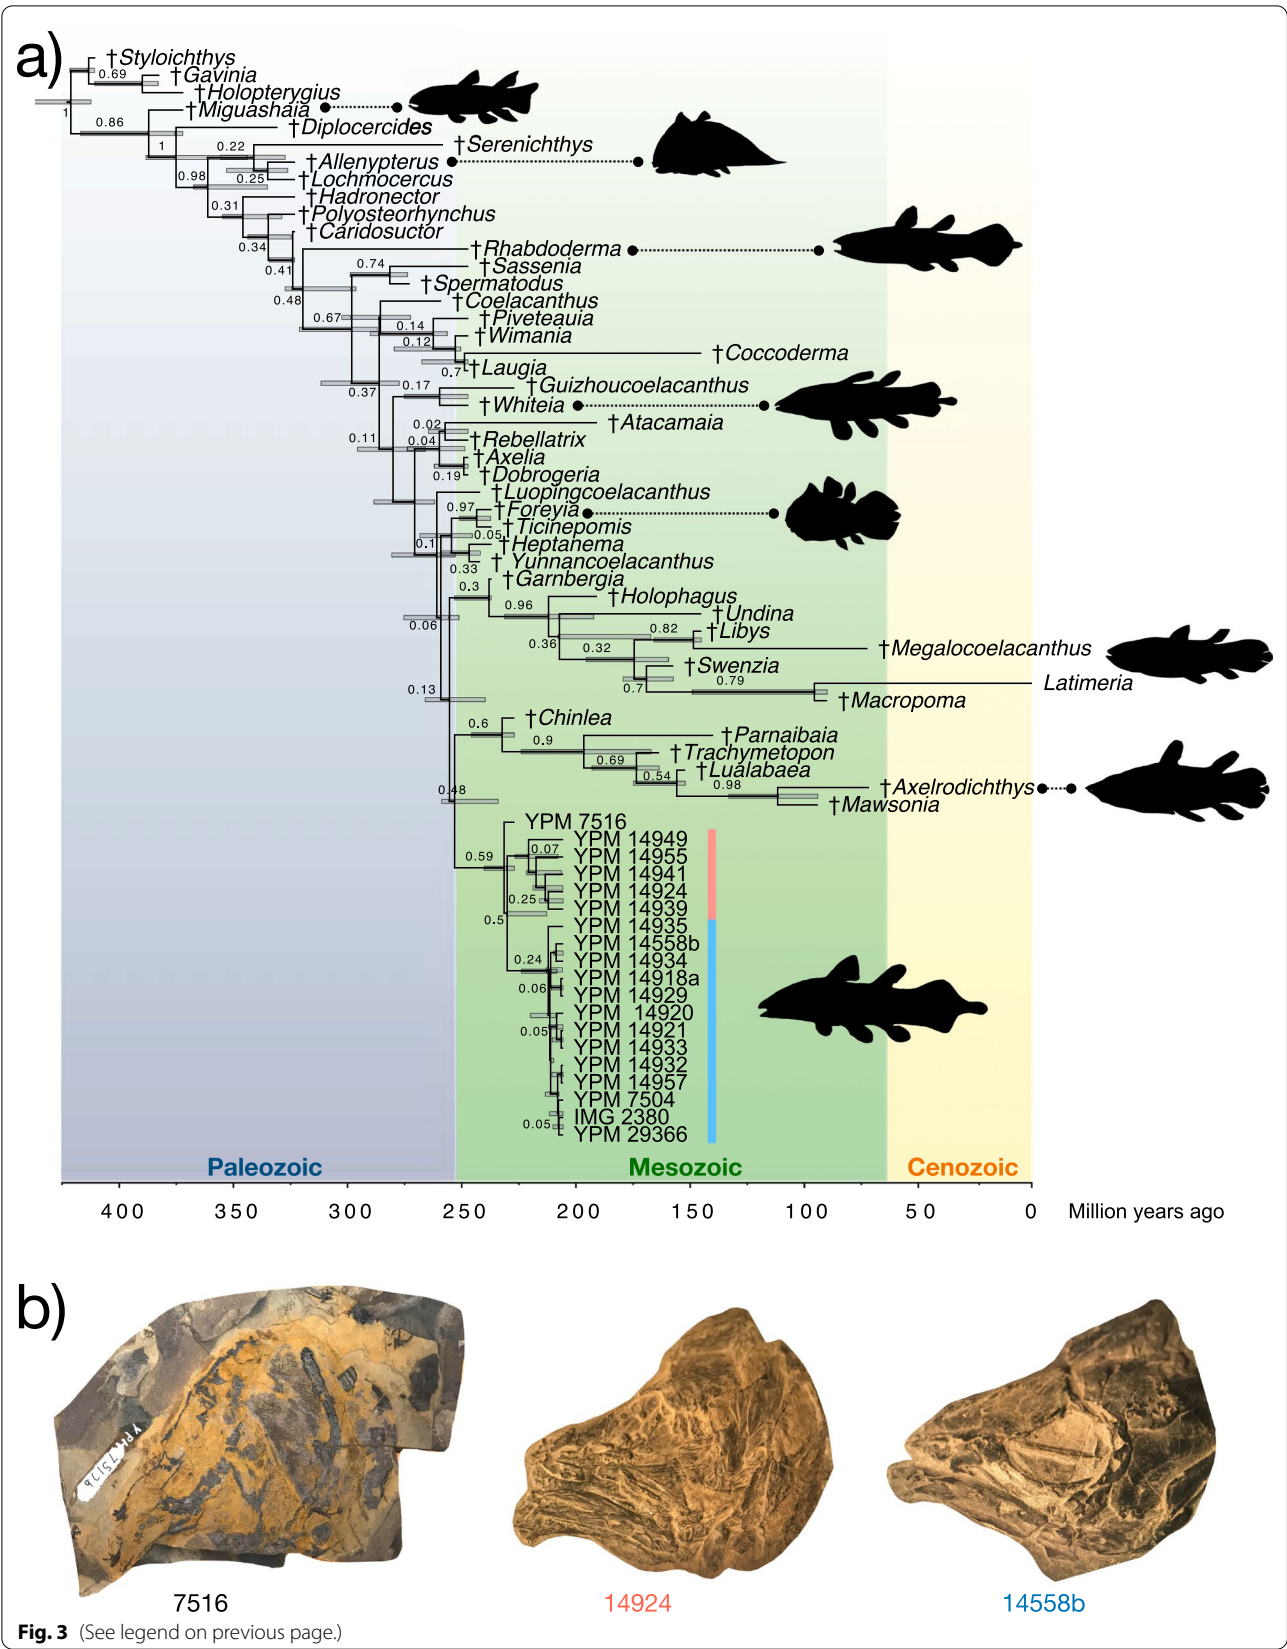 a)
†Styloichthys
0.69
†Gavinia
†Holopterygius
1
†Miguashaia
0.86
†Diplocercides
1
0.22
†Serenichthys
†Allenypterus
0.98
0.25
†Lochmocercus
†Hadronector
0.31
†Polyosteorhynchus
†Caridosuctor
0.34
†Rhabdoderma
0.41
0.74
†Sassenia
†Spermatodus
0.48
†Coelacanthus
0.67
†Piveteauia
0.14
†Wimania
0.12
†Coccoderma
0.7
†Laugia
0.37
0.17
†Guizhoucoelacanthus
†Whiteia
0.02
†Atacamaia
0.11
0.04
†Rebellatrix
†Axelia
0.19
†Dobrogeria
†Luopingcoelacanthus
0.97
†Foreyia
†Ticinepomis
0.05
0.1
†Heptanema
0.33
† Yunnancoelacanthus
†Garnbergia
0.3
†Holophagus
0.96
†Undina
0.06
0.82
†Libys
0.36
0.32
†Megalocoelacanthus
†Swenzia
0.79
Latimeria
0.7
0.13
†Macropoma
†Chinlea
0.6
†Parnaibaia
0.9
†Trachymetopon
0.69
†Lualabaea
0.54
0.98
†Axelrodichthys
0.48
†Mawsonia
YPM 7516
YPM 14949
0.07
0.59
YPM 14955
YPM 14941
YPM 14924
0.25
YPM 14939
0.5
YPM 14935
YPM 14558b
0.24
YPM 14934
YPM 14918a
0.06
YPM 14929
YPM 14920
0.05
YPM 14921
YPM 14933
YPM 14932
YPM 14957
YPM 7504
IMG 2380
0.05
YPM 29366
Paleozoic Mesozoic Cenozoic
400 350 300 250 200 150 100 50 0 Million years ago
b)
7516 14924 14558b
Fig. 3 (See legend on previous page.)